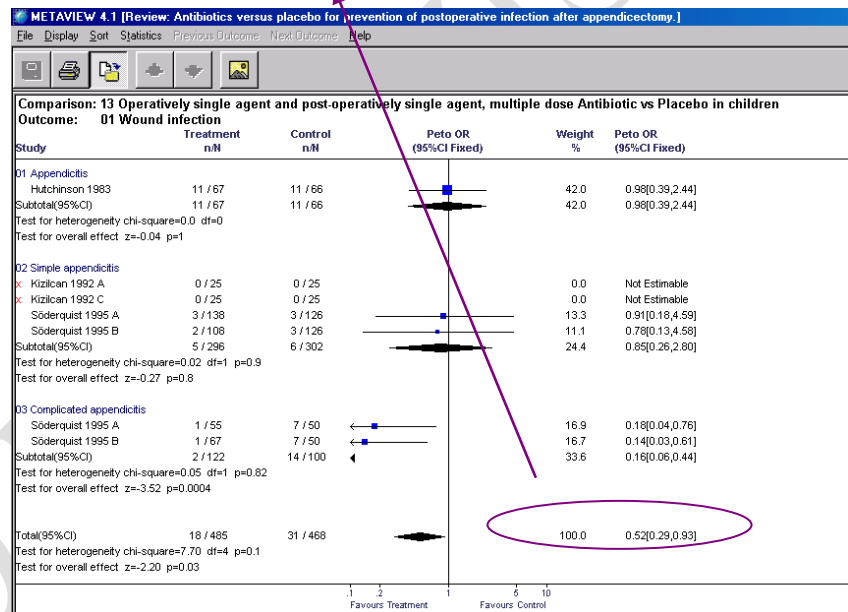 METAVIEW 4.1 [Review: Antibiotics versus placebo for prevention of postoperative infection after appendicectomy.]
File Display Sort Statistics Previous Outcome Next Outcome Help
Comparison: 13 Operatively single agent and post-operatively single agent, multiple dose Antibiotic vs Placebo in children
Outcome: 01 Wound infection
Treatment Control Peto OR Weight Peto OR
Study n/N n/N (95%CI Fixed) % (95%CI Fixed)
01 Appendicitis
Hutchinson 1983 11 / 67 11 / 66 42.0 0.98[0.39,2.44]
Subtotal(95%CI) 11 / 67 11 / 66 42.0 0.98[0.39,2.44]
Test for heterogeneity chi-square=0.0 df=0
Test for overall effect z=-0.04 p=1
02 Simple appendicitis
x Kizilcan 1992 A 0 / 25 0 / 25 0.0 Not Estimable
x Kizilcan 1992 C 0 / 25 0 / 25 0.0 Not Estimable
Söderquist 1995 A 3 / 138 3 / 126 13.3 0.91[0.18,4.59]
Söderquist 1995 B 2 / 108 3 / 126 11.1 0.78[0.13,4.58]
Subtotal(95%CI) 5 / 296 6 / 302 24.4 0.85[0.26,2.80]
Test for heterogeneity chi-square=0.02 df=1 p=0.9
Test for overall effect z=-0.27 p=0.8
03 Complicated appendicitis
Söderquist 1995 A 1 / 55 7 / 50 16.9 0.18[0.04,0.76]
Söderquist 1995 B 1 / 67 7 / 50 16.7 0.14[0.03,0.61]
Subtotal(95%CI) 2 / 122 14 / 100 33.6 0.16[0.06,0.44]
Test for heterogeneity chi-square=0.05 df=1 p=0.82
Test for overall effect z=-3.52 p=0.0004
Total(95%CI) 18 / 485 31 / 468 100.0 0.52[0.29,0.93]
Test for heterogeneity chi-square=7.70 df=4 p=0.1
Test for overall effect z=-2.20 p=0.03
.1 .2 1 5 10
Favours Treatment Favours Control